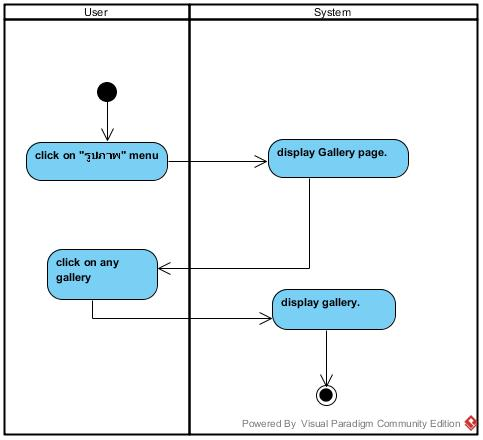 User
System
click on "รูปภาพ" menu
display Gallery page.
click on any
gallery
display gallery.
Powered By Visual Paradigm Community Edition